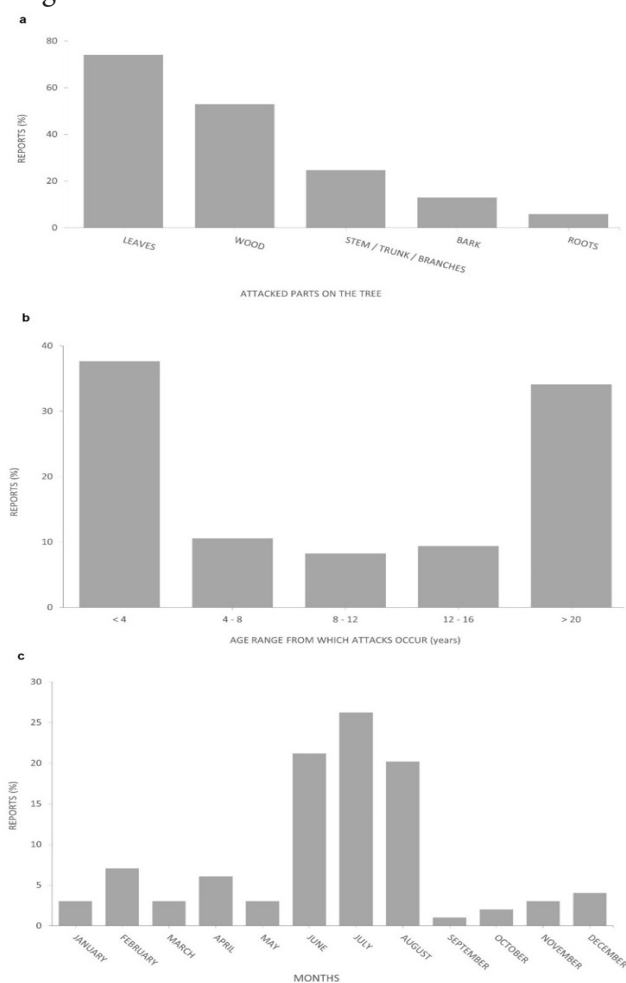 a
80
60
40
20
0
REPORTS (%)
LEAVES
WOOD
STEM / TRUNK / BRANCHES
BARK
ROOTS
ATTACKED PARTS ON THE TREE
b
40
30
20
10
0
REPORTS (%)
< 4
4 - 8
8 - 12
12 - 16
> 20
AGE RANGE FROM WHICH ATTACKS OCCUR (years)
c
30
25
20
15
10
5
0
REPORTS (%)
JANUARY
FEBRUARY
MARCH
APRIL
MAY
JUNE
JULY
AUGUST
SEPTEMBER
OCTOBER
NOVEMBER
DECEMBER
MONTHS